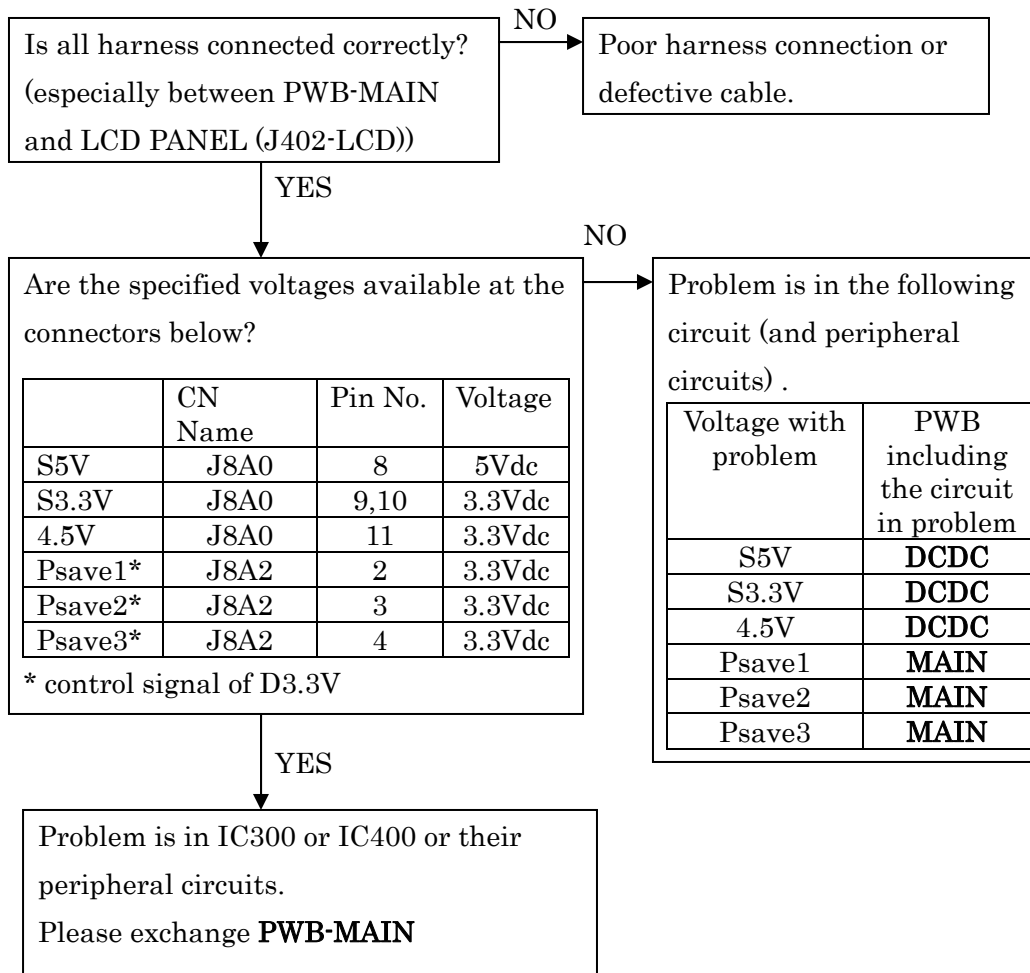 Is all harness connected correctly?
(especially between PWB-MAIN
and LCD PANEL (J402-LCD))
NO
Poor harness connection or
defective cable.
YES
Are the specified voltages available at the
connectors below?
CN Name Pin No. Voltage
S5V J8A0 8 5Vdc
S3.3V J8A0 9,10 3.3Vdc
4.5V J8A0 11 3.3Vdc
Psave1* J8A2 2 3.3Vdc
Psave2* J8A2 3 3.3Vdc
Psave3* J8A2 4 3.3Vdc
* control signal of D3.3V
NO
Problem is in the following
circuit (and peripheral
circuits) .
Voltage with problem PWB including the circuit in problem
S5V DCDC
S3.3V DCDC
4.5V DCDC
Psave1 MAIN
Psave2 MAIN
Psave3 MAIN
YES
Problem is in IC300 or IC400 or their
peripheral circuits.
Please exchange PWB-MAIN